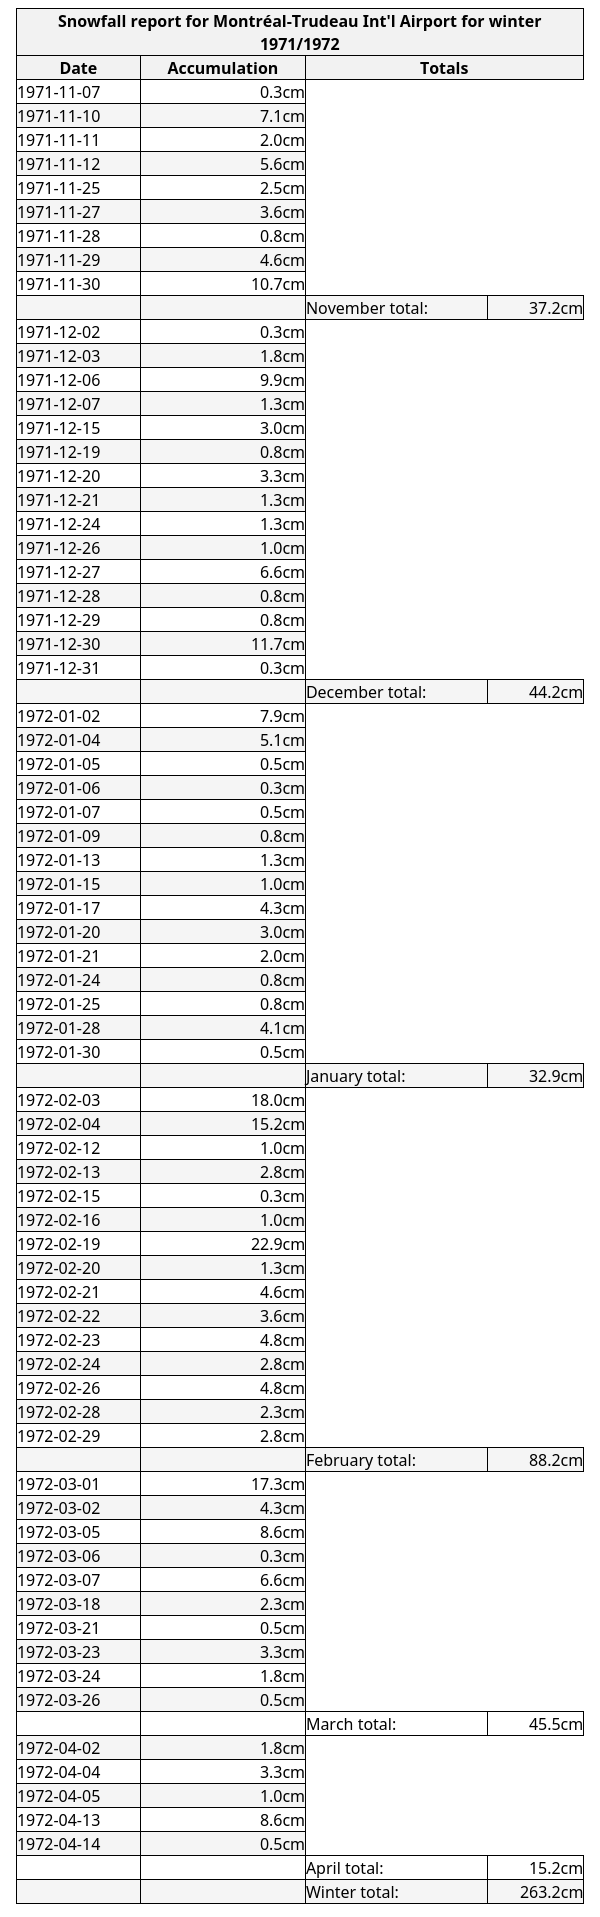 Snowfall report for Montréal-Trudeau Int'l Airport for winter
1971/1972
Date Accumulation Totals
1971-11-07 0.3cm
1971-11-10 7.1cm
1971-11-11 2.0cm
1971-11-12 5.6cm
1971-11-25 2.5cm
1971-11-27 3.6cm
1971-11-28 0.8cm
1971-11-29 4.6cm
1971-11-30 10.7cm
November total: 37.2cm
1971-12-02 0.3cm
1971-12-03 1.8cm
1971-12-06 9.9cm
1971-12-07 1.3cm
1971-12-15 3.0cm
1971-12-19 0.8cm
1971-12-20 3.3cm
1971-12-21 1.3cm
1971-12-24 1.3cm
1971-12-26 1.0cm
1971-12-27 6.6cm
1971-12-28 0.8cm
1971-12-29 0.8cm
1971-12-30 11.7cm
1971-12-31 0.3cm
December total: 44.2cm
1972-01-02 7.9cm
1972-01-04 5.1cm
1972-01-05 0.5cm
1972-01-06 0.3cm
1972-01-07 0.5cm
1972-01-09 0.8cm
1972-01-13 1.3cm
1972-01-15 1.0cm
1972-01-17 4.3cm
1972-01-20 3.0cm
1972-01-21 2.0cm
1972-01-24 0.8cm
1972-01-25 0.8cm
1972-01-28 4.1cm
1972-01-30 0.5cm
January total: 32.9cm
1972-02-03 18.0cm
1972-02-04 15.2cm
1972-02-12 1.0cm
1972-02-13 2.8cm
1972-02-15 0.3cm
1972-02-16 1.0cm
1972-02-19 22.9cm
1972-02-20 1.3cm
1972-02-21 4.6cm
1972-02-22 3.6cm
1972-02-23 4.8cm
1972-02-24 2.8cm
1972-02-26 4.8cm
1972-02-28 2.3cm
1972-02-29 2.8cm
February total: 88.2cm
1972-03-01 17.3cm
1972-03-02 4.3cm
1972-03-05 8.6cm
1972-03-06 0.3cm
1972-03-07 6.6cm
1972-03-18 2.3cm
1972-03-21 0.5cm
1972-03-23 3.3cm
1972-03-24 1.8cm
1972-03-26 0.5cm
March total: 45.5cm
1972-04-02 1.8cm
1972-04-04 3.3cm
1972-04-05 1.0cm
1972-04-13 8.6cm
1972-04-14 0.5cm
April total: 15.2cm
Winter total: 263.2cm